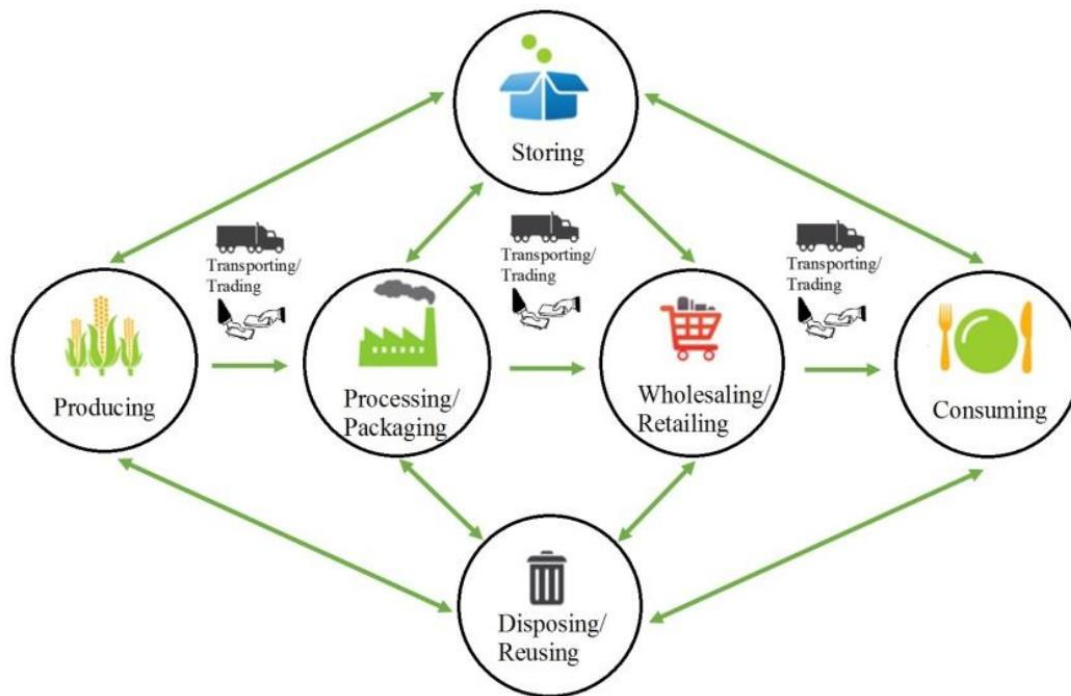 Storing
Transporting/
Trading
Transporting/
Trading
Transporting/
Trading
Producing
Processing/
Packaging
Wholesaling/
Retailing
Consuming
Disposing/
Reusing